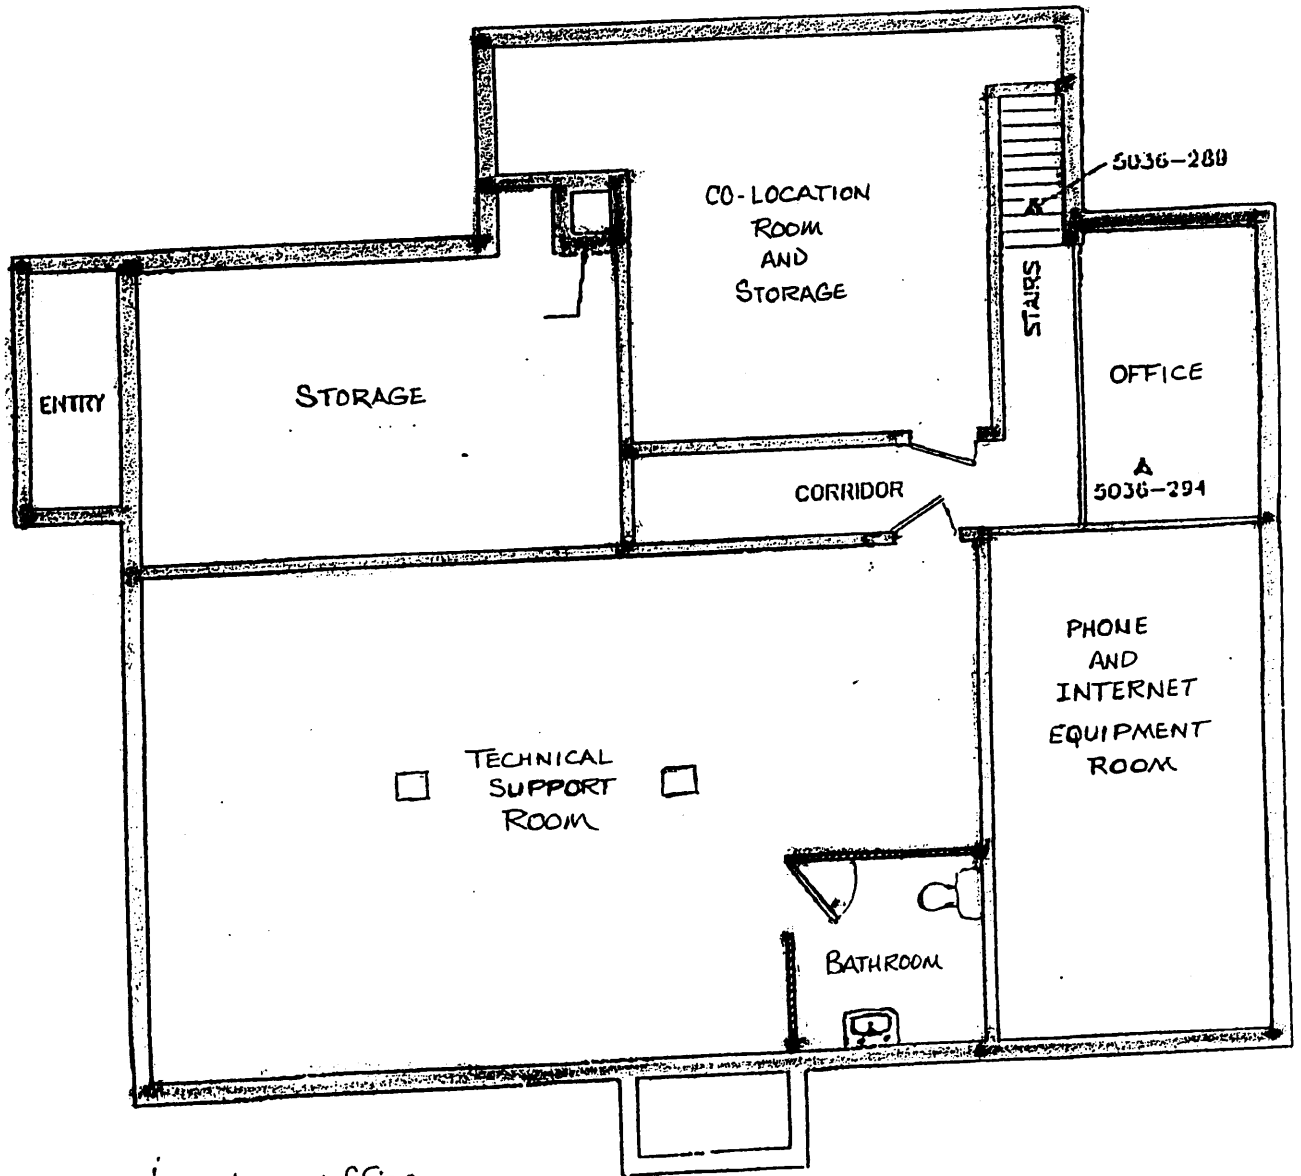 5036-288
CO-LOCATION
ROOM
AND
STORAGE
STAIRS
OFFICE
ENTRY
STORAGE
CORRIDOR
5036-294
PHONE
AND
INTERNET
EQUIPMENT
ROOM
TECHNICAL
SUPPORT
ROOM
BATHROOM